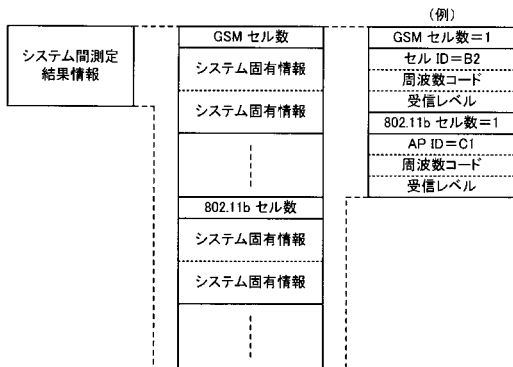 システム間測定
結果情報
GSM セル数
システム固有情報
システム固有情報
802.11b セル数
システム固有情報
システム固有情報
(例)
GSM セル数=1
セル ID=B2
周波数コード
受信レベル
802.11b セル数=1
AP ID=C1
周波数コード
受信レベル